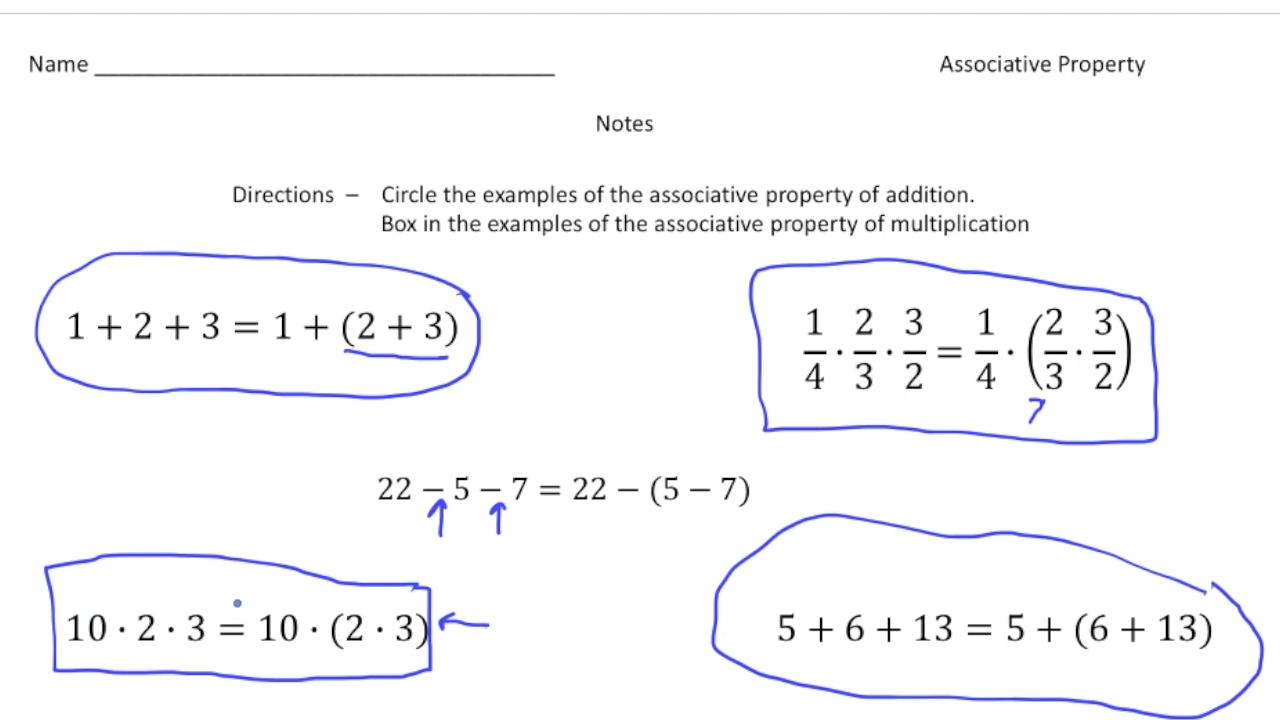 Name ______________________________________ Associative Property
Notes
Directions – Circle the examples of the associative property of addition.
Box in the examples of the associative property of multiplication
1 + 2 + 3 = 1 + (2 + 3)
1/4 · 2/3 · 3/2 = 1/4 · (2/3 · 3/2)
22 − 5 − 7 = 22 − (5 − 7)
10 · 2 · 3 = 10 · (2 · 3)
5 + 6 + 13 = 5 + (6 + 13)